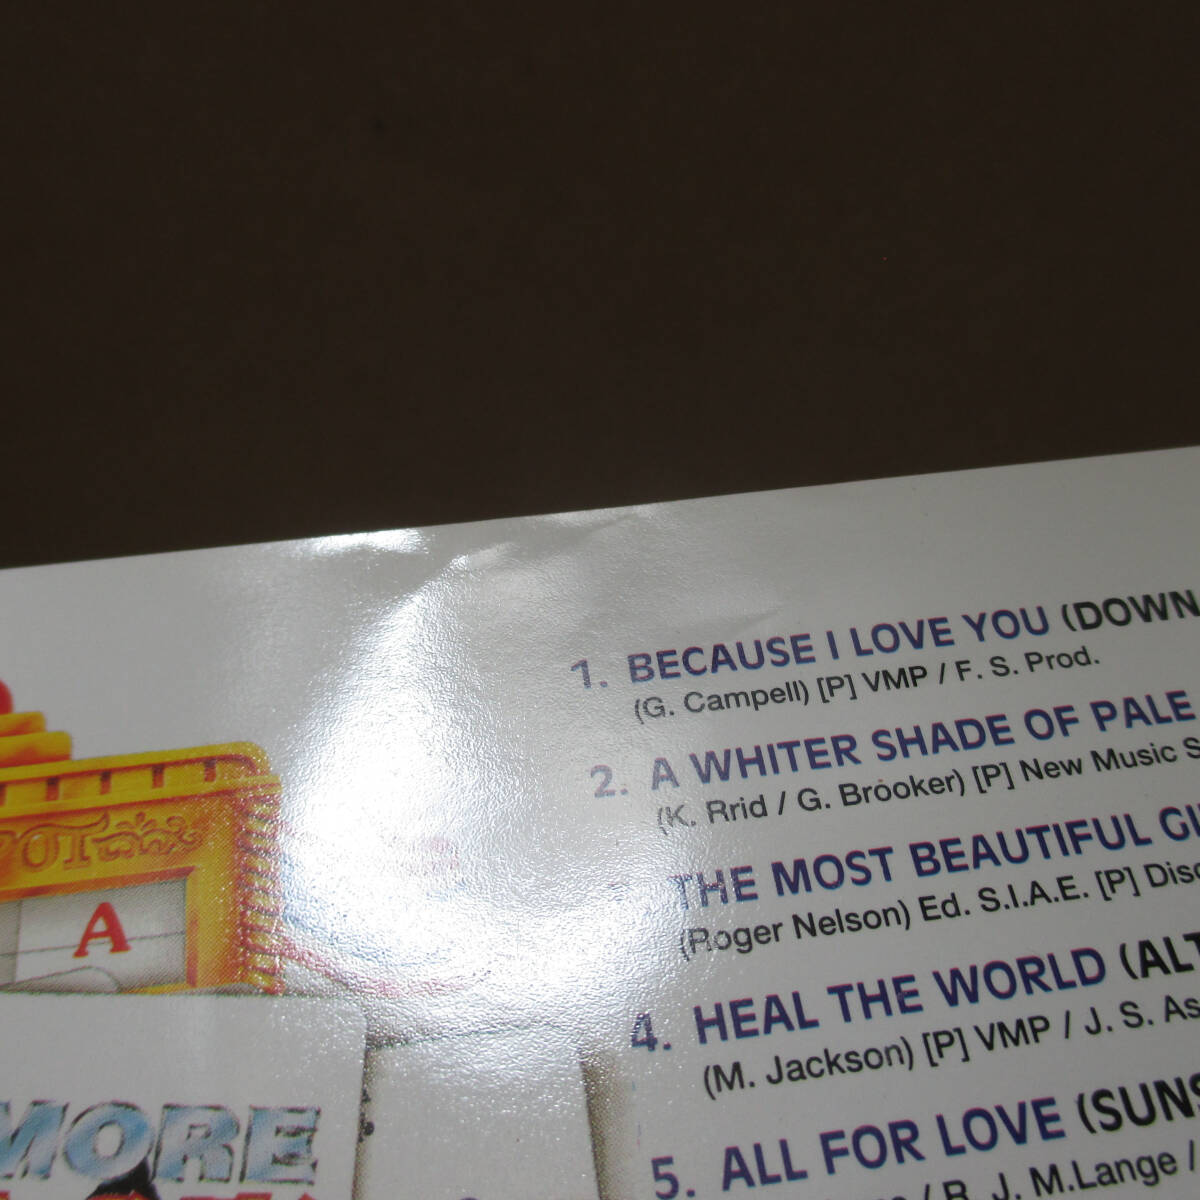 1. BECAUSE I LOVE YOU (DOWN
(G. Campell) [P] VMP / F. S. Prod.
2. A WHITER SHADE OF PALE
(K. Rrid / G. Brooker) [P] New Music S
THE MOST BEAUTIFUL
(Roger Nelson) Ed. S.I.A.E. [P] Disc
4. HEAL THE WORLD (ALT
(M. Jackson) [P] VMP / J. S. As
5. ALL FOR LOVE (SUNS
/ R. J. M.Lange /
A
MORE